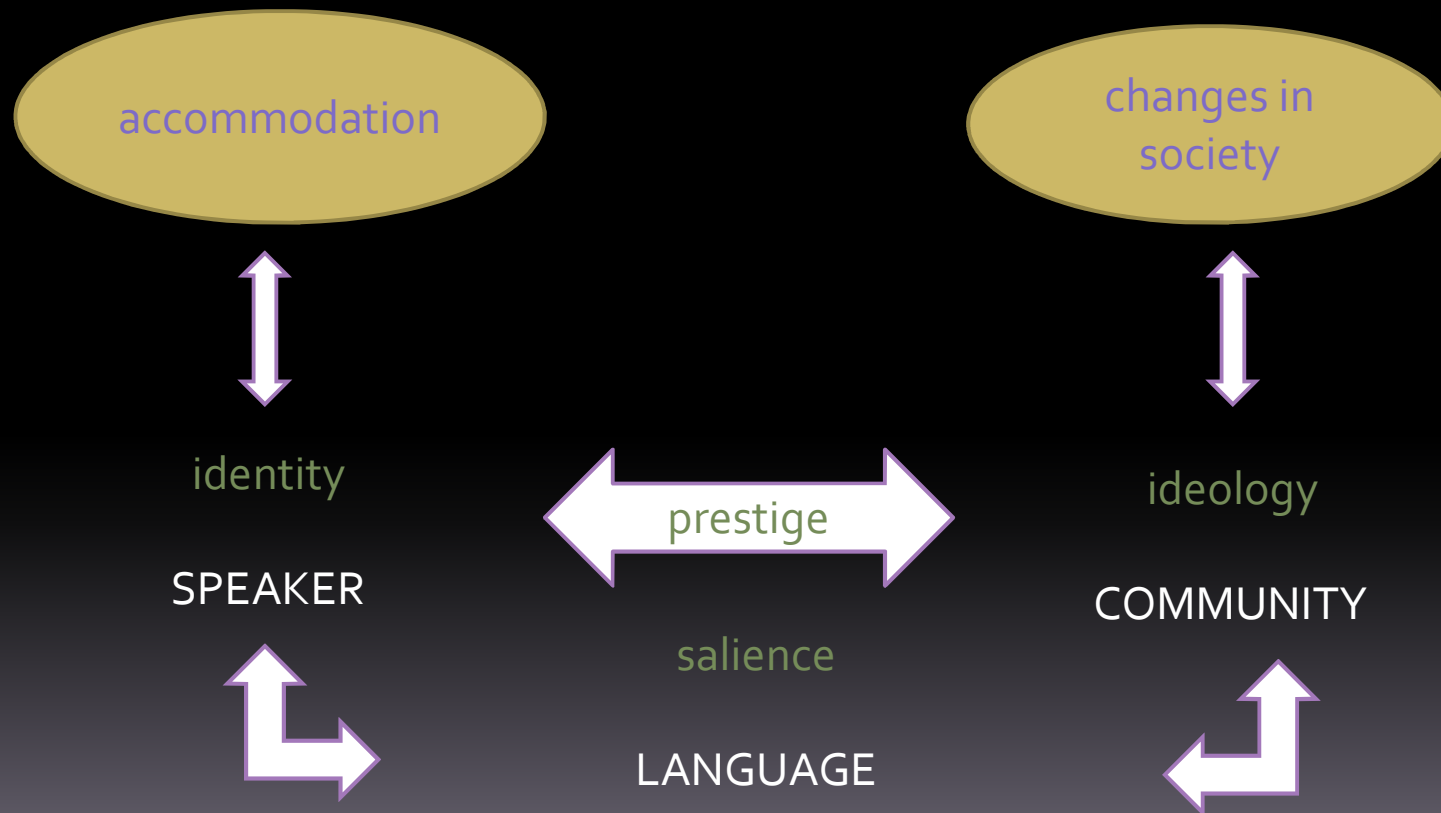 accommodation
changes in
society
identity
prestige
ideology
SPEAKER
COMMUNITY
salience
LANGUAGE